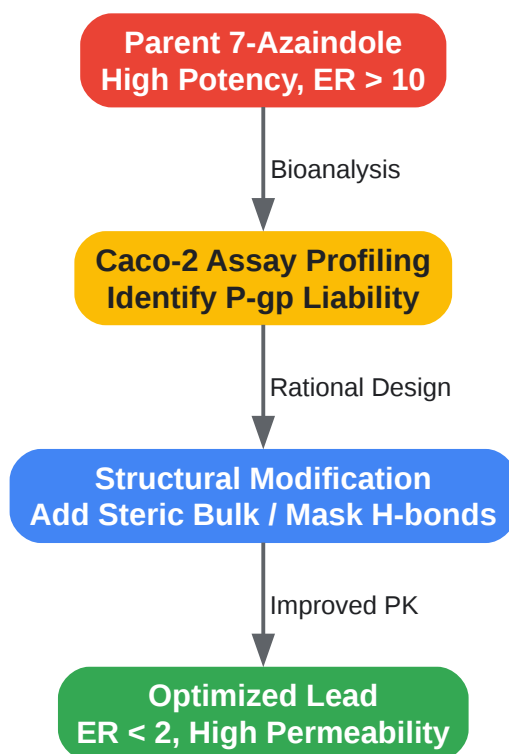 Parent 7-Azaindole
High Potency, ER > 10
Bioanalysis
Caco-2 Assay Profiling
Identify P-gp Liability
Rational Design
Structural Modification
Add Steric Bulk / Mask H-bonds
Improved PK
Optimized Lead
ER < 2, High Permeability